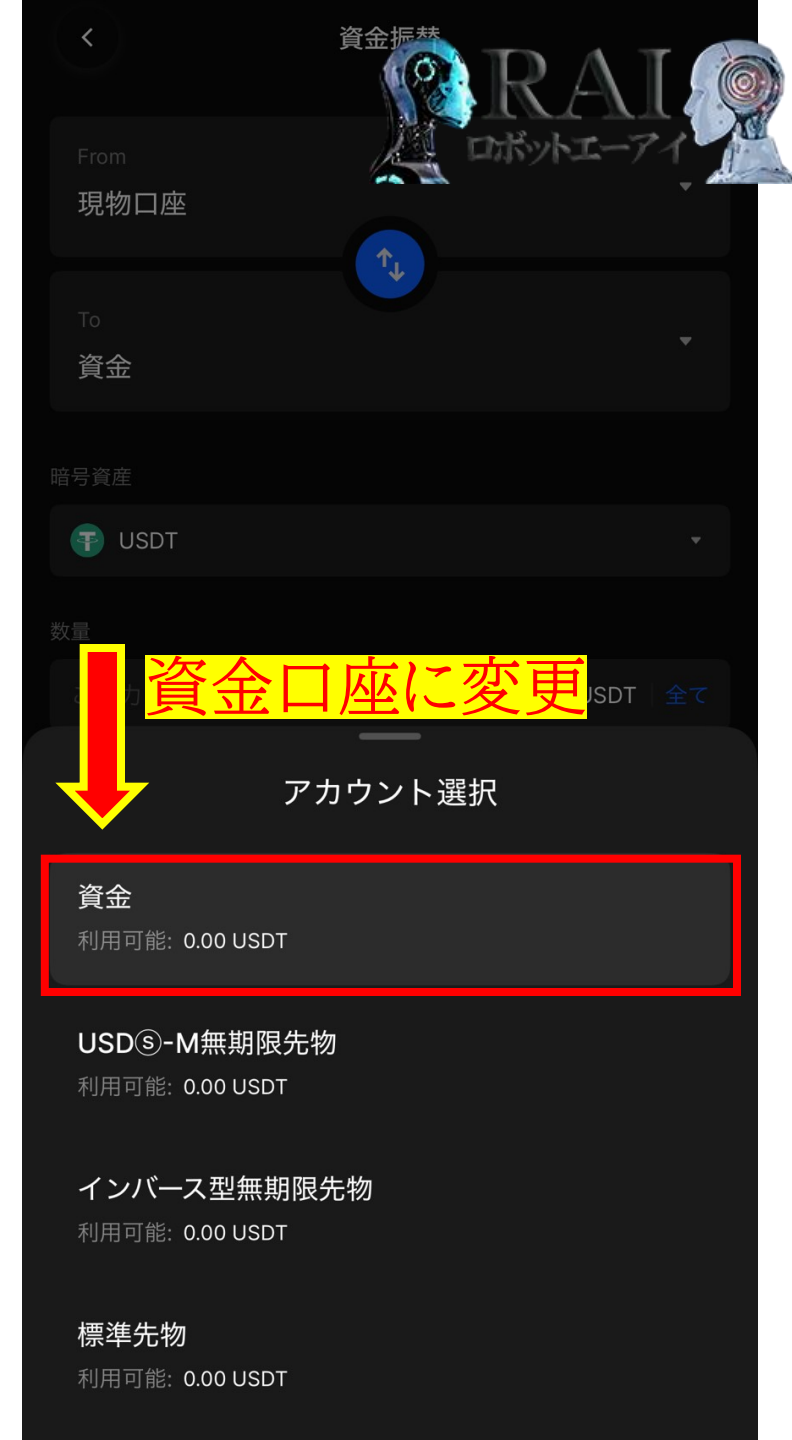 資金振替
RAI
ロボットエーアイ
From
現物口座
To
資金
暗号資産
USDT
数量
資金口座に変更
USDT 全て
アカウント選択
資金
利用可能: 0.00 USDT
USDⓢ-M無期限先物
利用可能: 0.00 USDT
インバース型無期限先物
利用可能: 0.00 USDT
標準先物
利用可能: 0.00 USDT